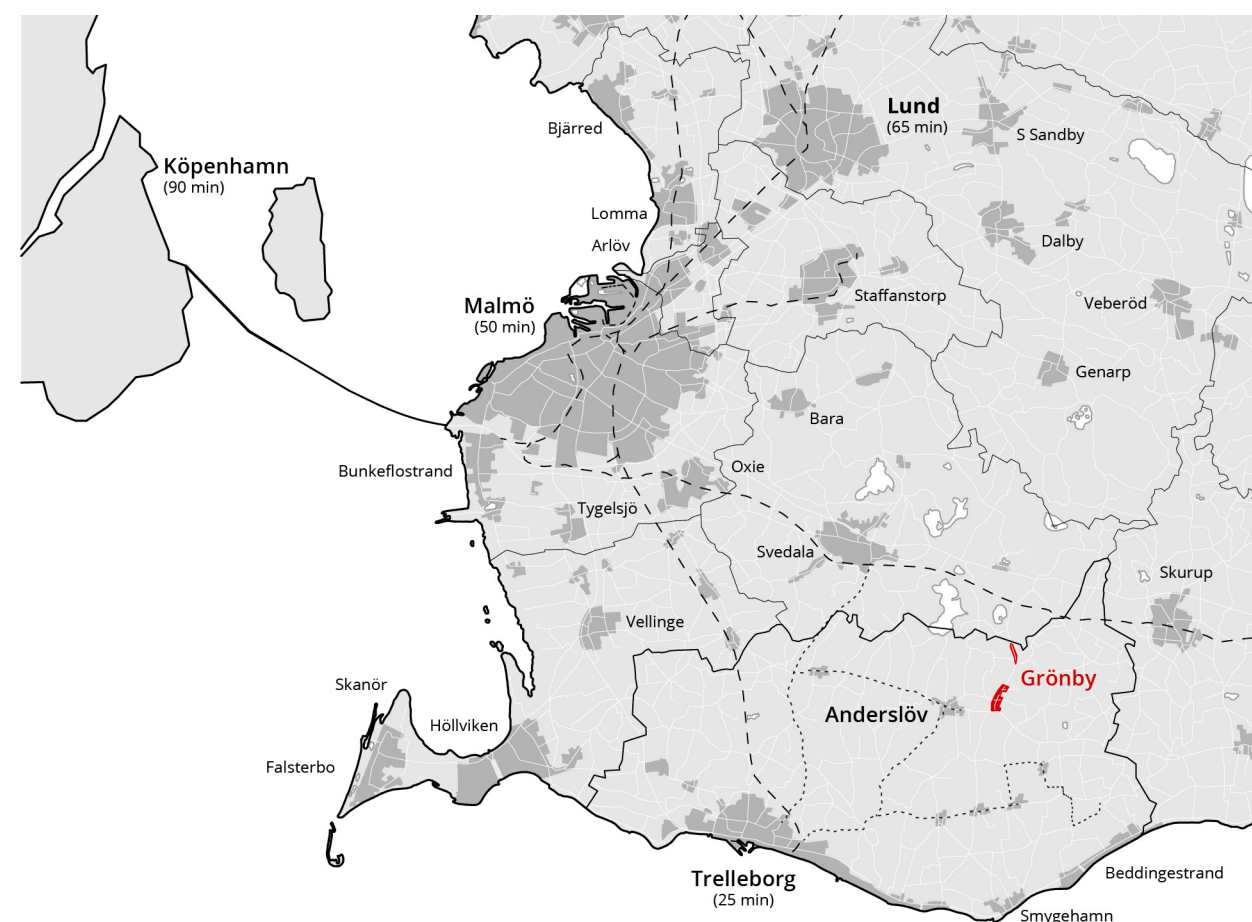 Lund
(65 min)
Bjärred
S Sandby
Köpenhamn
(90 min)
Lomma
Arlöv
Dalby
Malmö
(50 min)
Staffanstorp
Veberöd
Genarp
Bara
Bunkeflostrand
Oxie
Tygelsjö
Svedala
Skurup
Vellinge
Grönby
Skanör
Anderslöv
Höllviken
Falsterbo
Trelleborg
(25 min)
Beddingestrand
Smygehamn